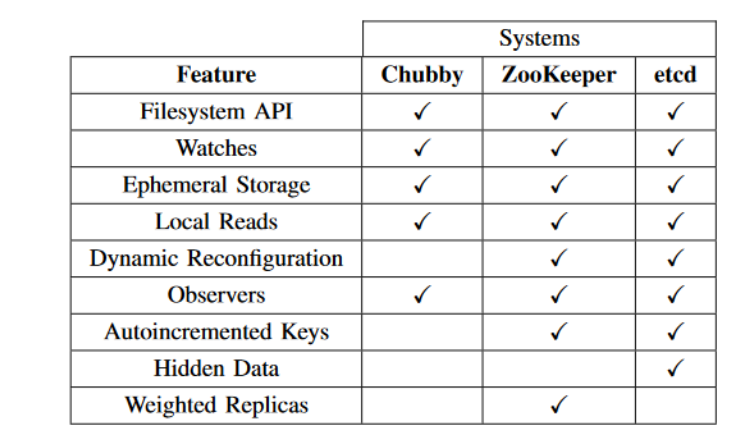 Systems
Feature Chubby ZooKeeper etcd
Filesystem API ✓ ✓ ✓
Watches ✓ ✓ ✓
Ephemeral Storage ✓ ✓ ✓
Local Reads ✓ ✓ ✓
Dynamic Reconfiguration ✓ ✓
Observers ✓ ✓ ✓
Autoincremented Keys ✓ ✓
Hidden Data ✓
Weighted Replicas ✓